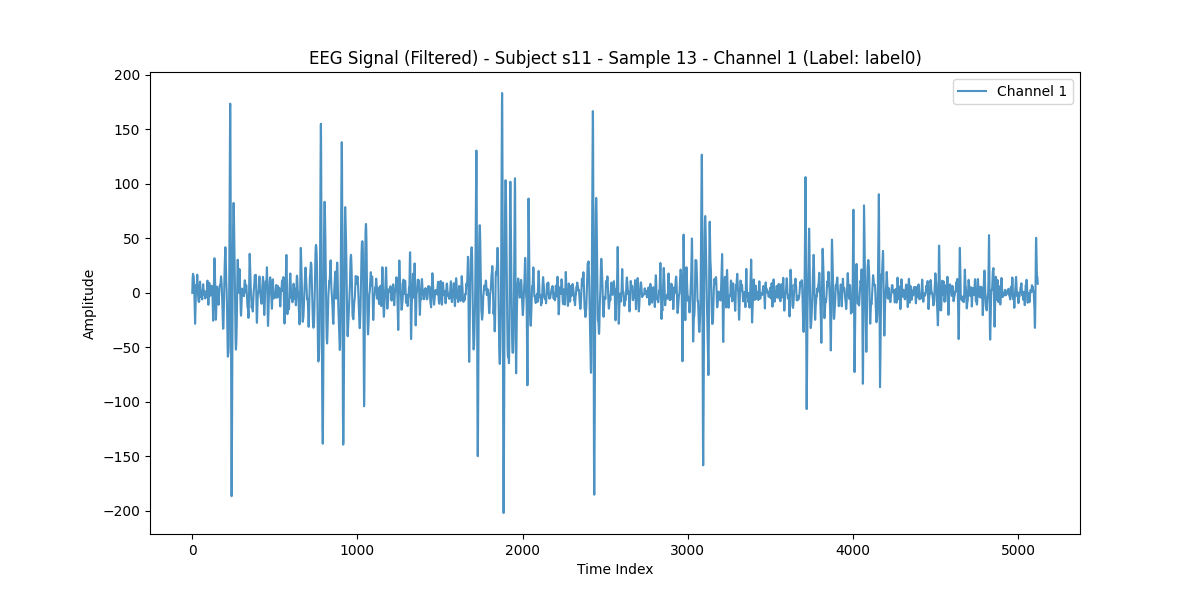 EEG Signal (Filtered) - Subject s11 - Sample 13 - Channel 1 (Label: label0)
Channel 1
200
150
100
50
0
−50
−100
−150
−200
Amplitude
0 1000 2000 3000 4000 5000
Time Index